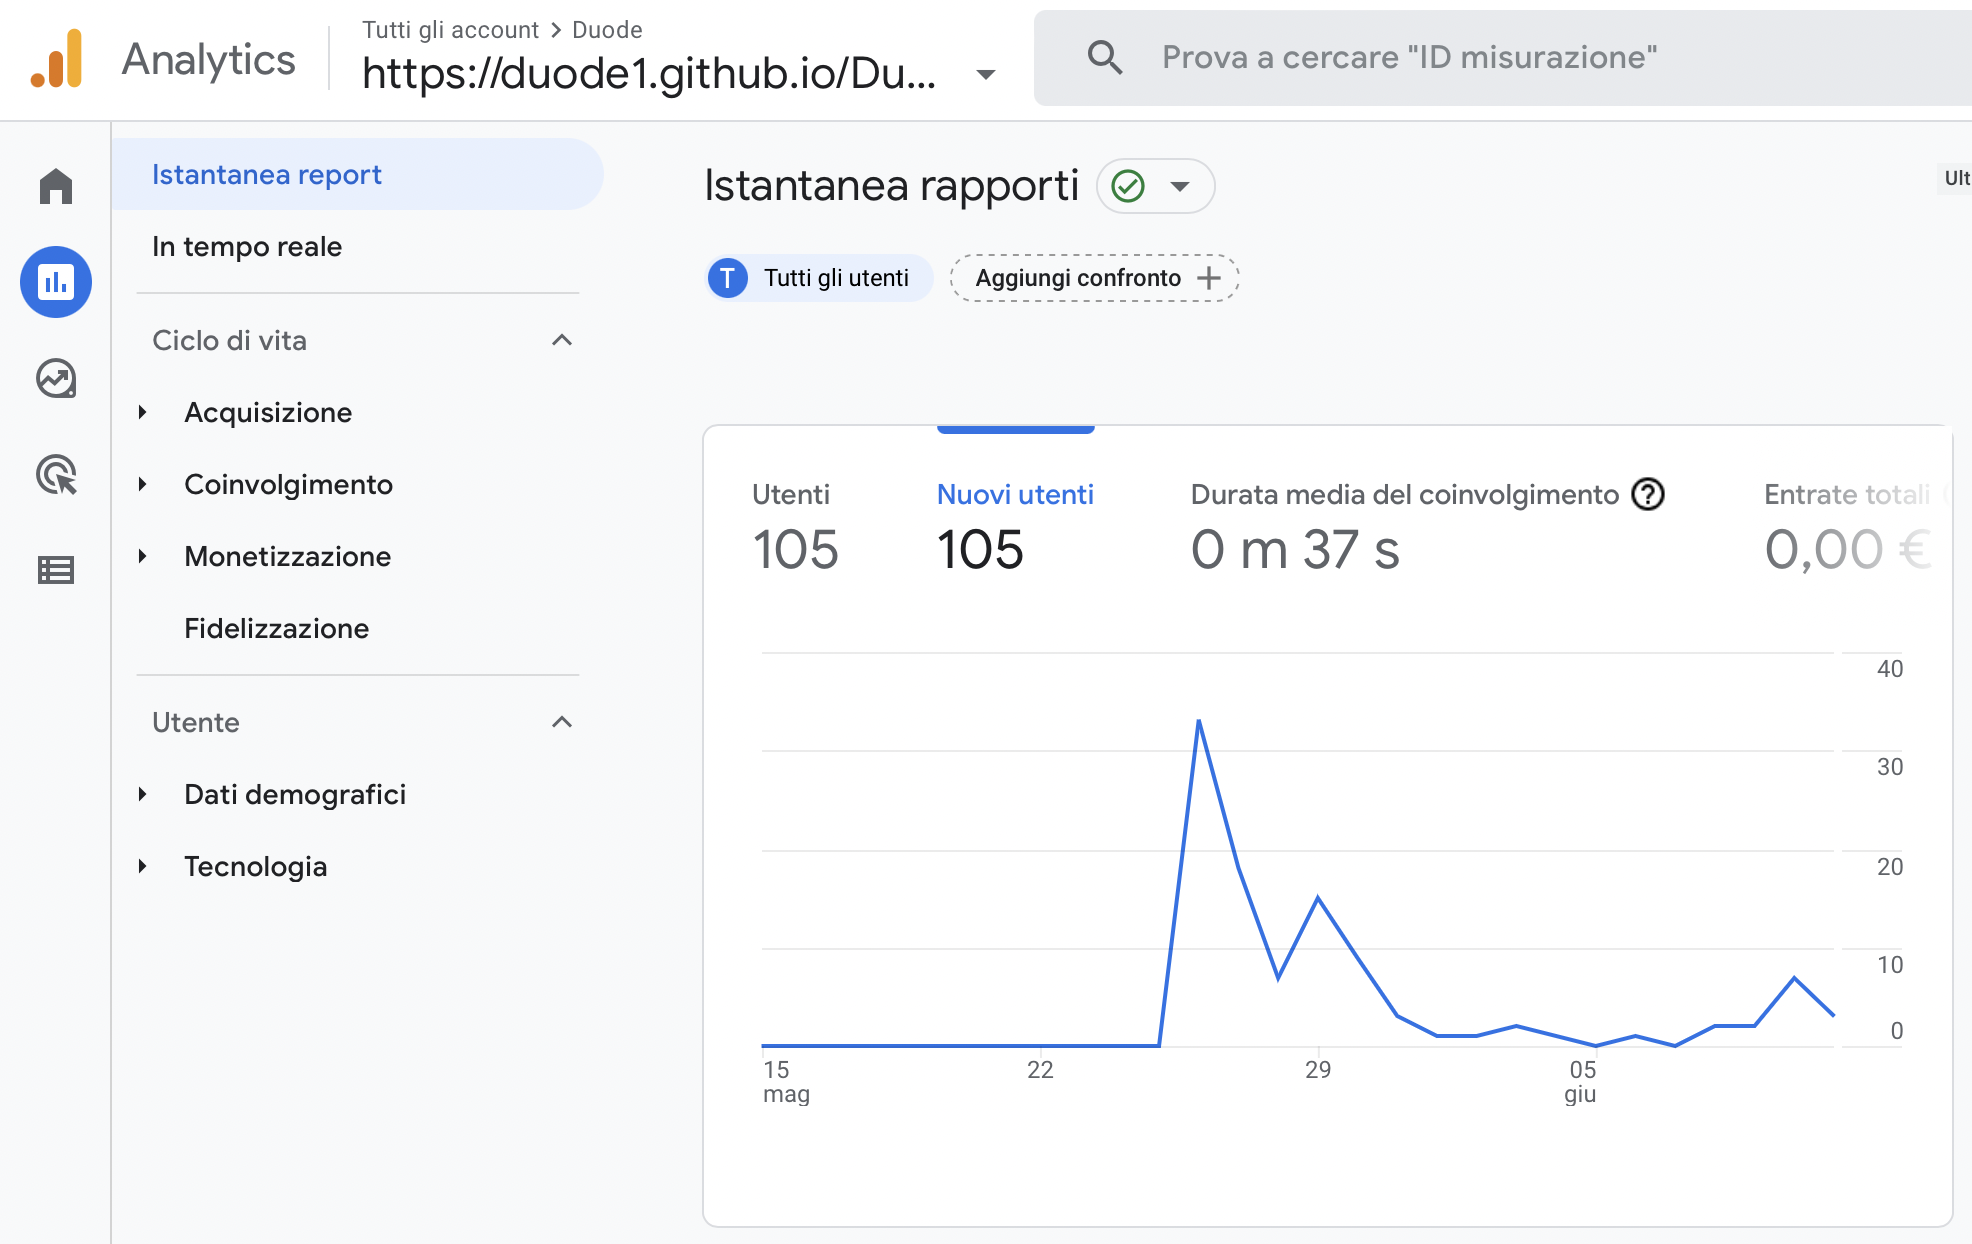 Analytics
Tutti gli account > Duode
https://duode1.github.io/Du...
Prova a cercare "ID misurazione"
Istantanea report
In tempo reale
Ciclo di vita
Acquisizione
Coinvolgimento
Monetizzazione
Fidelizzazione
Utente
Dati demografici
Tecnologia
Istantanea rapporti
Ult
T Tutti gli utenti
Aggiungi confronto +
Utenti
105
Nuovi utenti
105
Durata media del coinvolgimento
0 m 37 s
Entrate totali
0,00 €
40
30
20
10
0
15
mag
22
29
05
giu